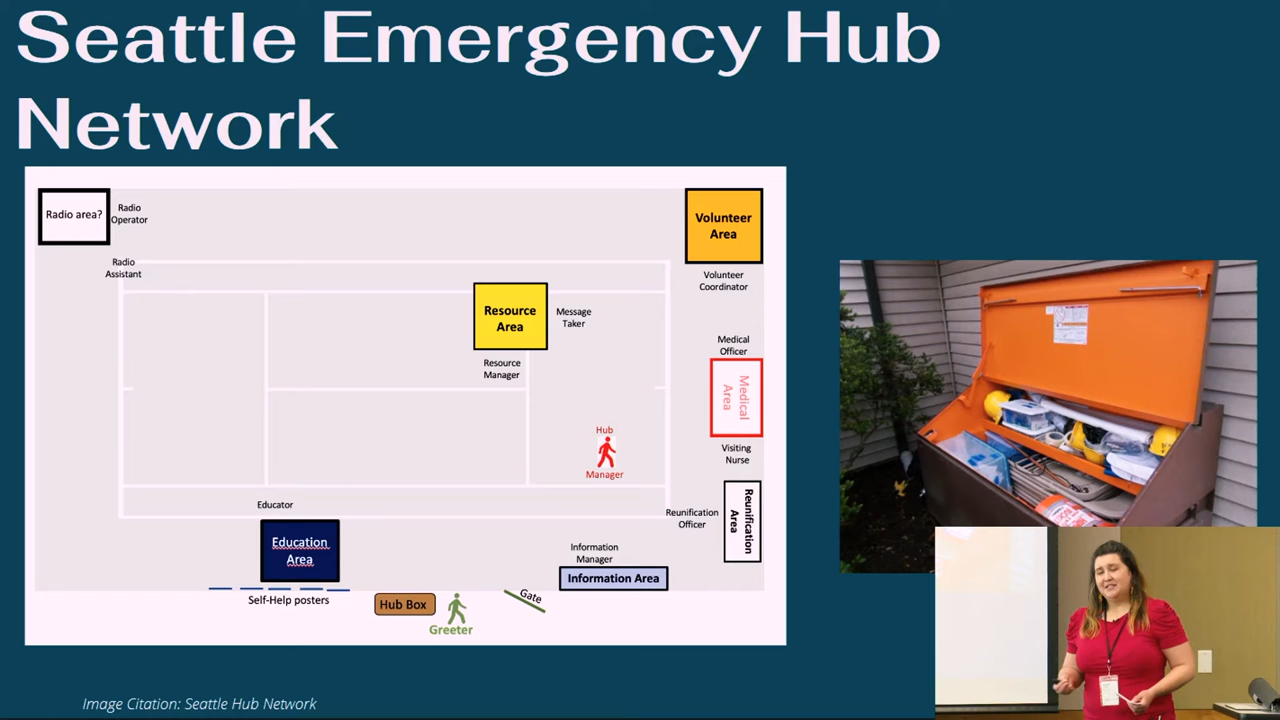 Seattle Emergency Hub
Network
Radio area?
Radio
Operator
Radio
Assistant
Volunteer
Area
Volunteer
Coordinator
Resource
Area
Message
Taker
Resource
Manager
Medical
Officer
Medical
Area
Visiting
Nurse
Hub
Manager
Reunification
Officer
Reunification
Area
Educator
Education
Area
Self-Help posters
Information
Manager
Information Area
Hub Box
Greeter
Gate
Image Citation: Seattle Hub Network